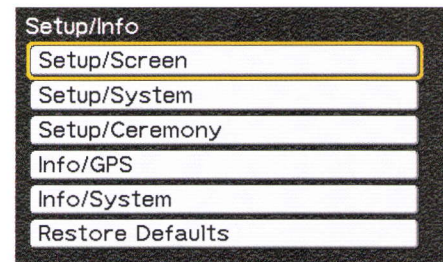 Setup/Info
Setup/Screen
Setup/System
Setup/Ceremony
Info/GPS
Info/System
Restore Defaults